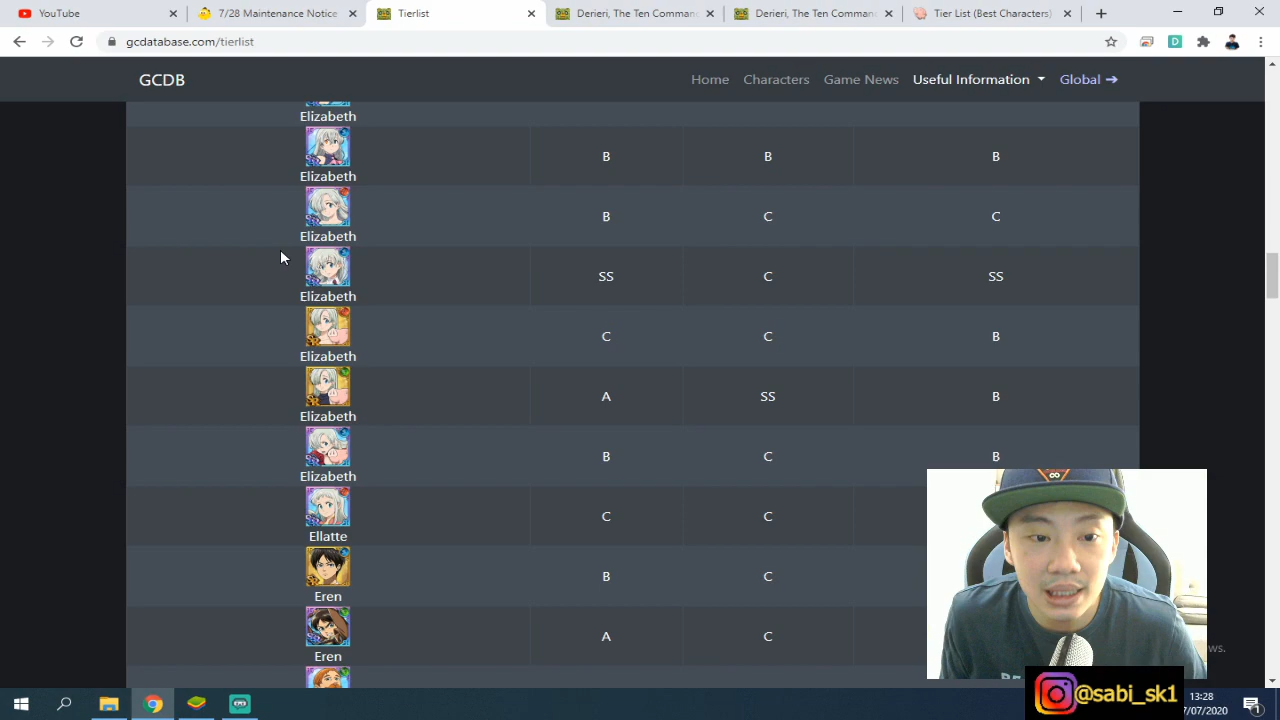 YouTube
7/28 Maintenance Notice
Tierlist
Derieri, The Ten Comman
Derieri, The Ten Comman
Tier List (Best Characters)
gcdatabase.com/tierlist
GCDB
Home
Characters
Game News
Useful Information
Global →
Elizabeth
Elizabeth
B
B
B
Elizabeth
B
C
C
Elizabeth
SS
C
SS
Elizabeth
C
C
B
Elizabeth
A
SS
B
Elizabeth
B
C
B
Ellatte
C
C
Eren
B
C
Eren
A
C
ws.
@sabi_sk1
13:28
7/07/2020